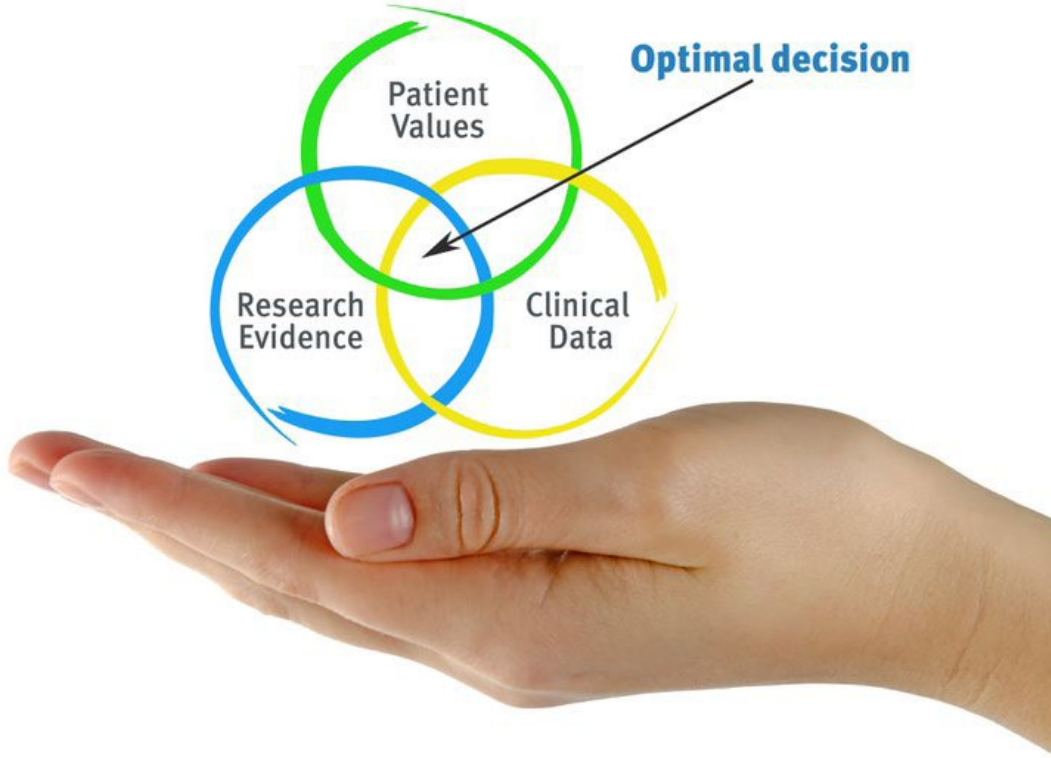 Optimal decision
Patient
Values
Research
Evidence
Clinical
Data